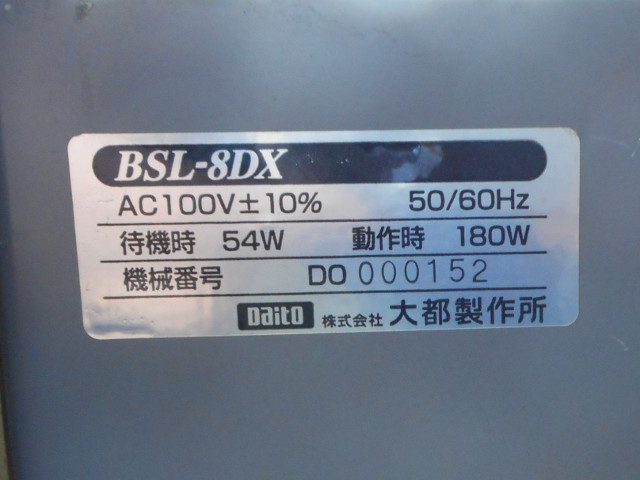 BSL-8DX
AC100V±10% 50/60Hz
待機時 54W 動作時 180W
機械番号 DO 000152
Daito 株式会社 大都製作所